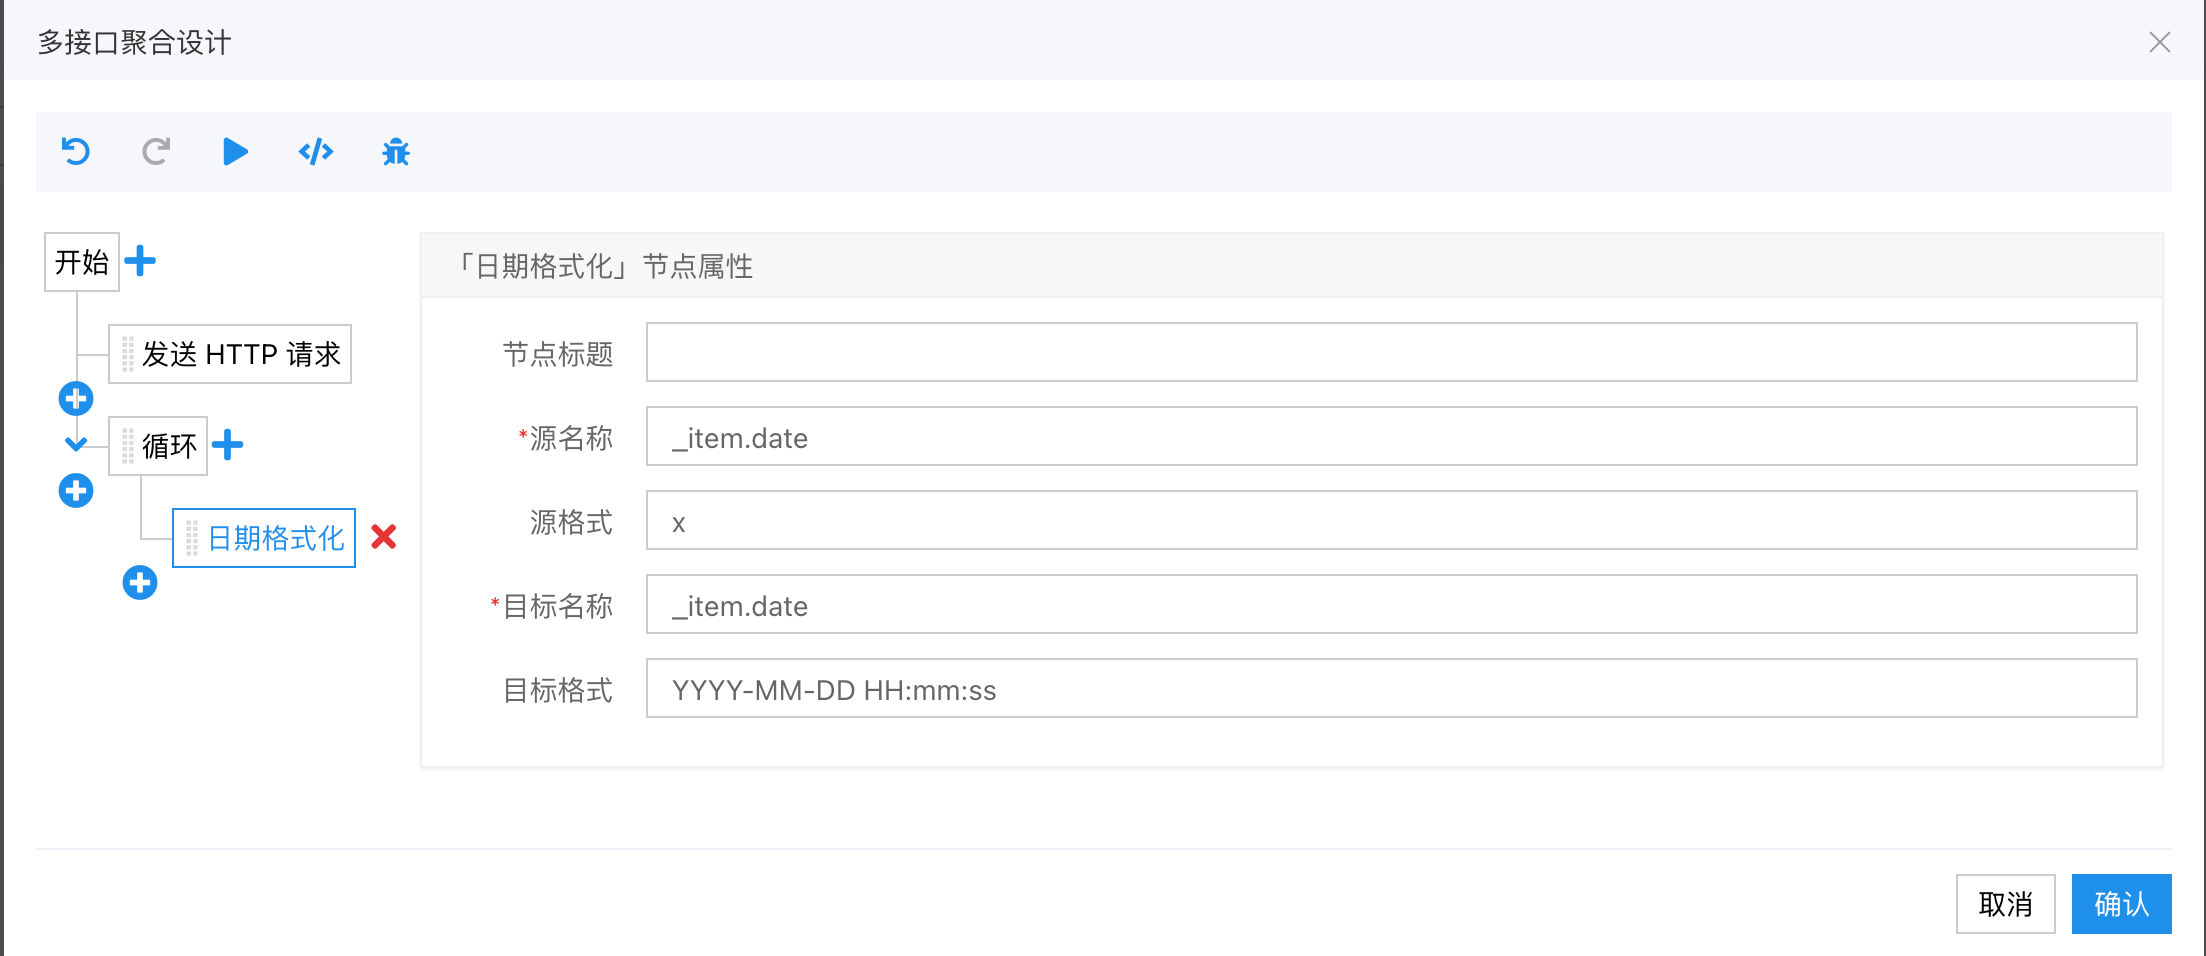 多接口聚合设计
开始
发送 HTTP 请求
循环
日期格式化
「日期格式化」节点属性
节点标题
*源名称
_item.date
源格式
x
*目标名称
_item.date
目标格式
YYYY-MM-DD HH:mm:ss
取消
确认